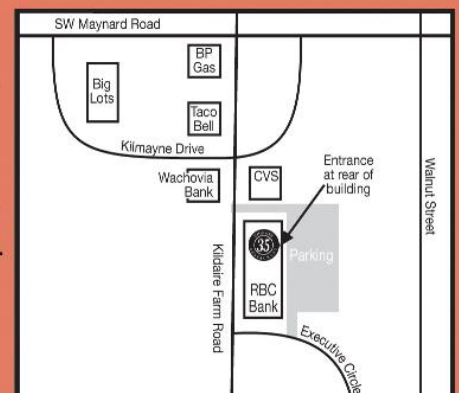 SW Maynard Road
BP
Gas
Big
Lots
Taco
Bell
Kilmayne Drive
Wachovia
Bank
CVS
Entrance
at rear of
building
Walnut Street
35
Parking
Kildaire Farm Road
RBC
Bank
Executive Circle